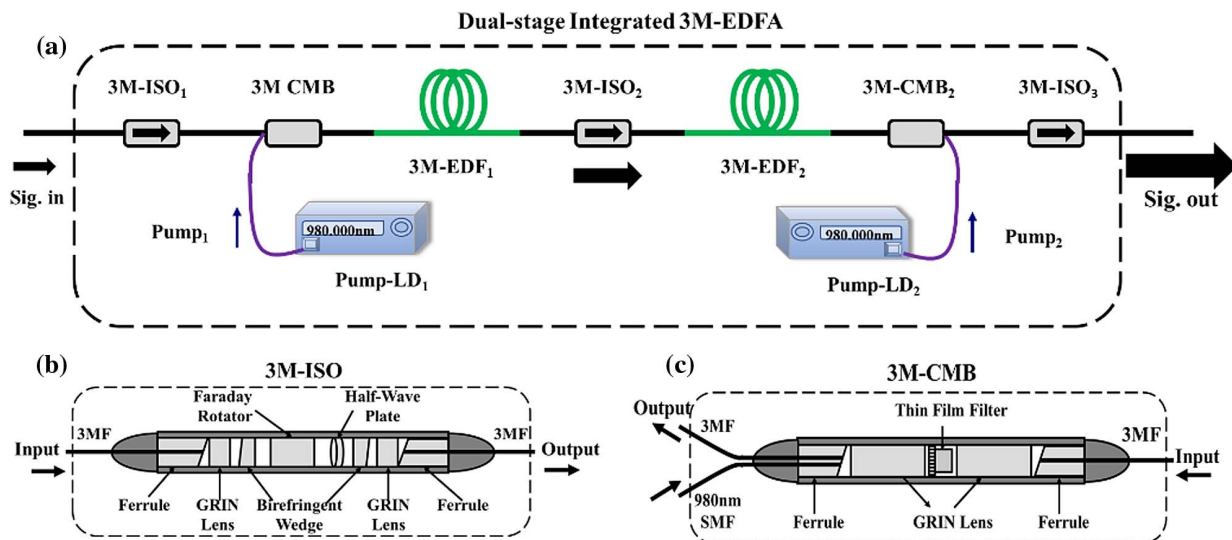 Dual-stage Integrated 3M-EDFA
(a)
3M-ISO₁ 3M CMB 3M-ISO₂ 3M-CMB₂ 3M-ISO₃
3M-EDF₁ 3M-EDF₂
Sig. in
Sig. out
Pump₁
980.000nm
Pump-LD₁
980.000nm
Pump₂
Pump-LD₂
(b)
3M-ISO
Faraday
Rotator
Half-Wave
Plate
Input
3MF
3MF
Output
Ferrule
GRIN
Lens
Birefringent
Wedge
GRIN
Lens
Ferrule
(c)
3M-CMB
Output
3MF
Thin Film Filter
3MF
Input
980nm
SMF
Ferrule
GRIN Lens
Ferrule